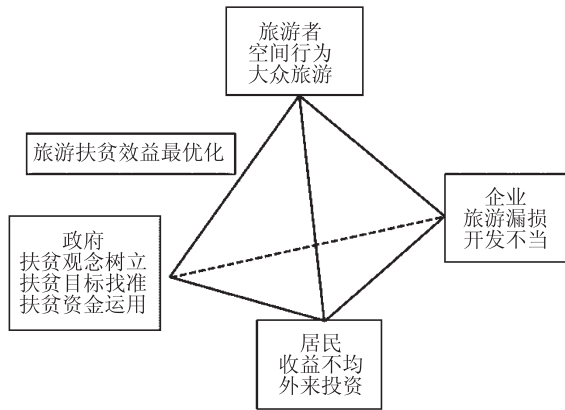 旅游者
空间行为
大众旅游
旅游扶贫效益最优化
企业
旅游漏损
开发不当
政府
扶贫观念树立
扶贫目标找准
扶贫资金运用
居民
收益不均
外来投资